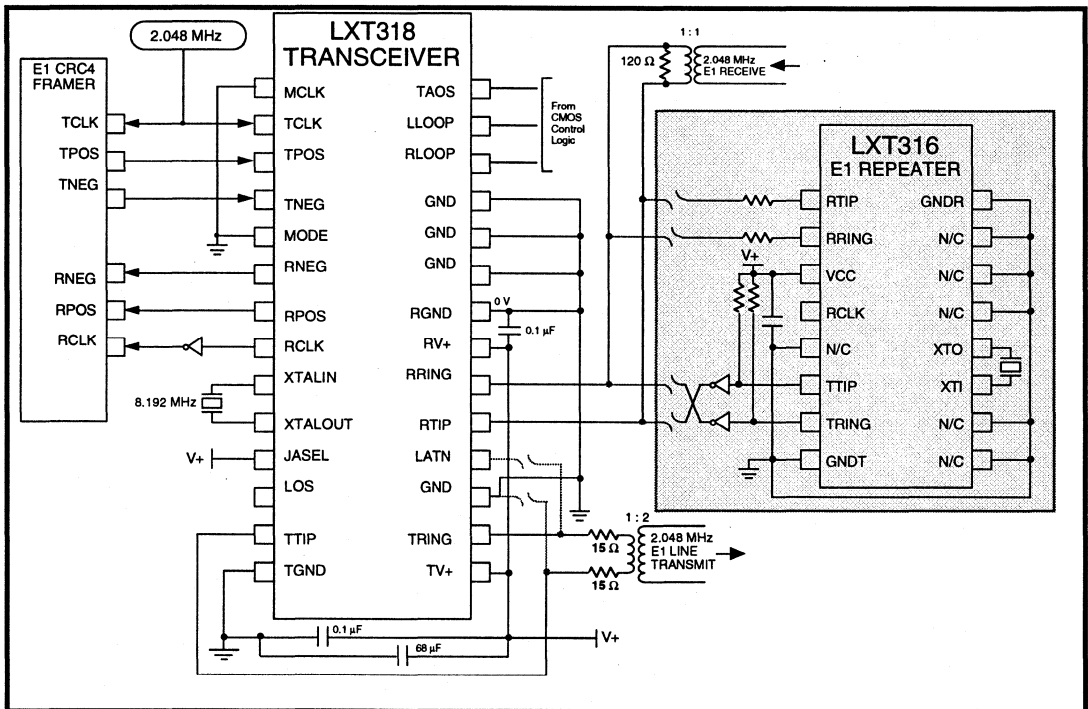 2.048 MHz
E1 CRC4
FRAMER
TCLK
TPOS
TNEG
RNEG
RPOS
RCLK
8.192 MHz
V+
LXT318
TRANSCEIVER
MCLK
TCLK
TPOS
TNEG
MODE
RNEG
RPOS
RCLK
XTALIN
XTALOUT
JASEL
LOS
TTIP
TGND
TAOS
LLOOP
RLOOP
GND
GND
GND
RGND
RV+
RRING
RTIP
LATN
GND
TRING
TV+
From
CMOS
Control
Logic
0 V
0.1 µF
0.1 µF
68 µF
V+
1 : 1
120 Ω
2.048 MHz
E1 RECEIVE
LXT316
E1 REPEATER
RTIP
RRING
V+
VCC
RCLK
N/C
TTIP
TRING
GNDT
GNDR
N/C
N/C
N/C
XTO
XTI
N/C
N/C
1 : 2
15 Ω
15 Ω
2.048 MHz
E1 LINE
TRANSMIT